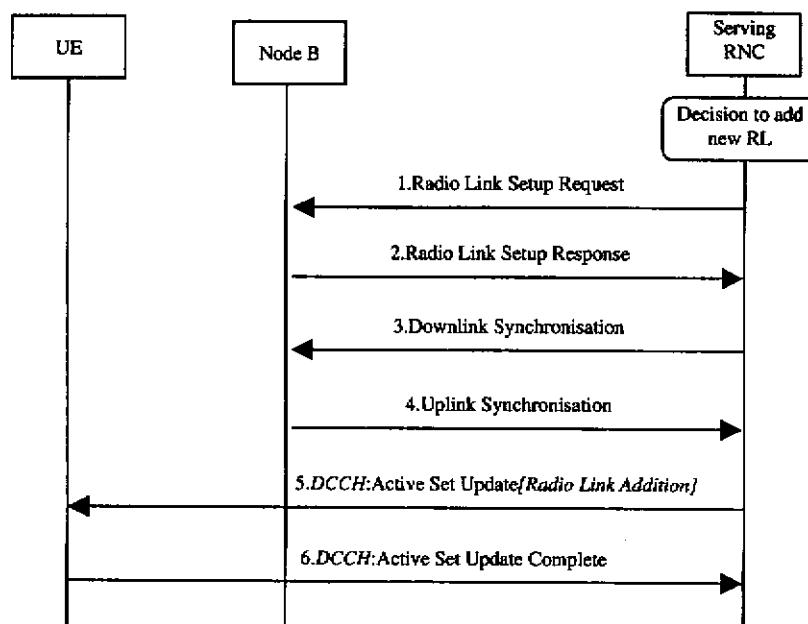 UE
Node B
Serving
RNC
Decision to add
new RL
1.Radio Link Setup Request
2.Radio Link Setup Response
3.Downlink Synchronisation
4.Uplink Synchronisation
5.DCCH:Active Set Update[Radio Link Addition]
6.DCCH:Active Set Update Complete